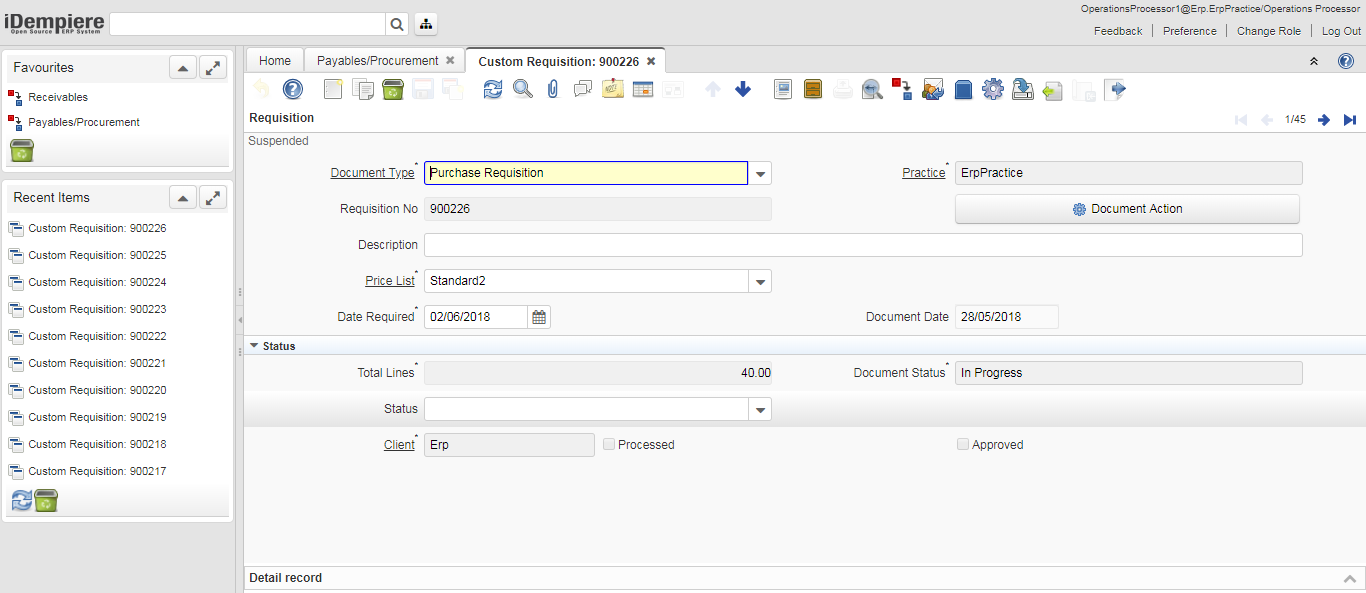 iDempiere
Open Source ERP System
OperationsProcessor1@Erp.ErpPractice/Operations Processor
Feedback Preference Change Role Log Out
Favourites
Receivables
Payables/Procurement
Recent Items
Custom Requisition: 900226
Custom Requisition: 900225
Custom Requisition: 900224
Custom Requisition: 900223
Custom Requisition: 900222
Custom Requisition: 900221
Custom Requisition: 900220
Custom Requisition: 900219
Custom Requisition: 900218
Custom Requisition: 900217
Home Payables/Procurement Custom Requisition: 900226
Requisition 1/45
Suspended
Document Type* Purchase Requisition Practice* ErpPractice
Requisition No 900226 Document Action
Description
Price List* Standard2
Date Required* 02/06/2018 Document Date 28/05/2018
Status
Total Lines* 40.00 Document Status* In Progress
Status
Client* Erp Processed Approved
Detail record